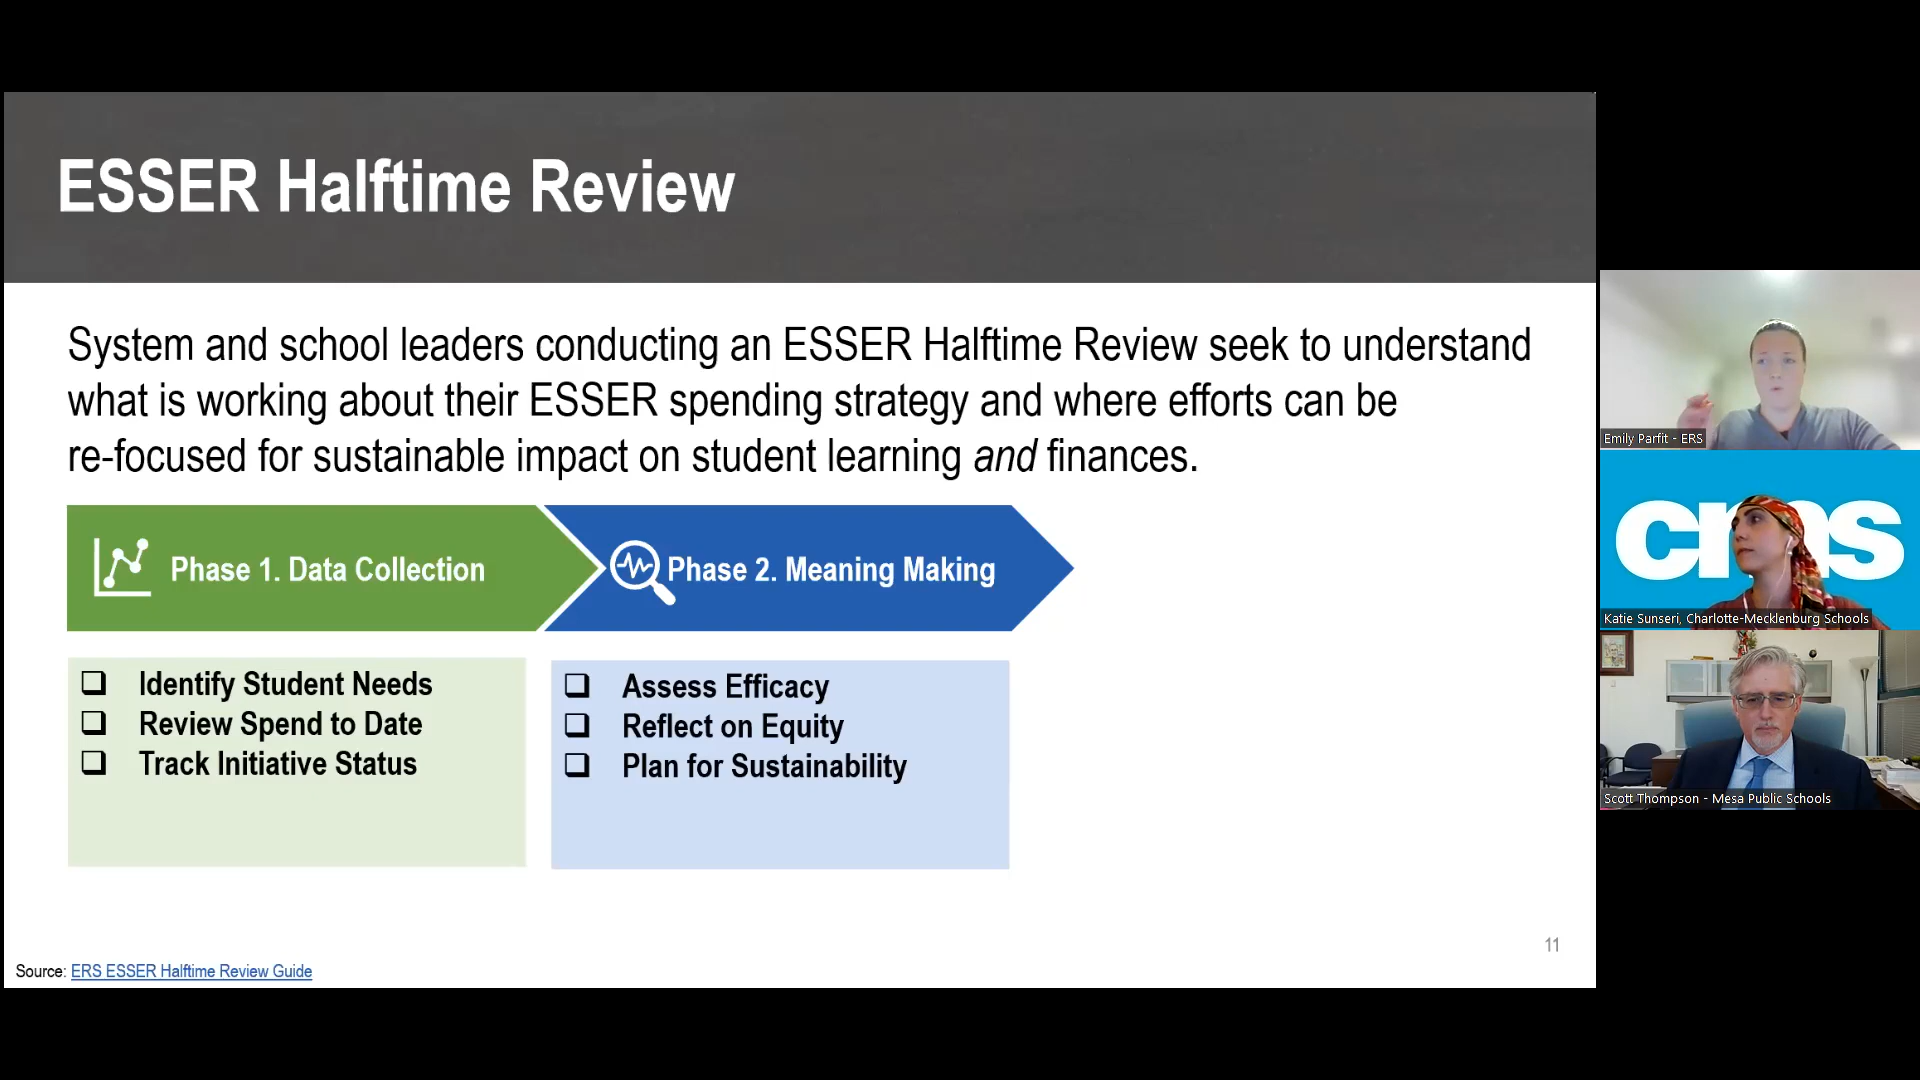 ESSER Halftime Review
System and school leaders conducting an ESSER Halftime Review seek to understand
what is working about their ESSER spending strategy and where efforts can be
re-focused for sustainable impact on student learning and finances.
Phase 1. Data Collection
Phase 2. Meaning Making
Identify Student Needs
Review Spend to Date
Track Initiative Status
Assess Efficacy
Reflect on Equity
Plan for Sustainability
11
Source: ERS ESSER Halftime Review Guide
Emily Parfit - ERS
cms
Katie Sunseri, Charlotte-Mecklenburg Schools
Scott Thompson - Mesa Public Schools